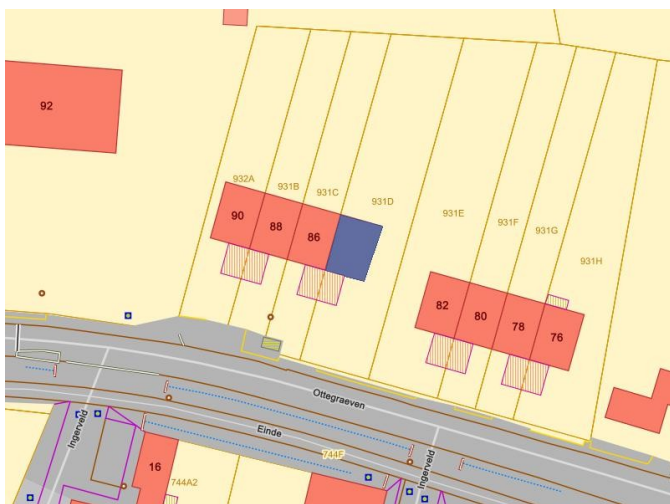 92
932A
931B
931C
931D
931E
931F
931G
931H
90
88
86
82
80
78
76
Ottegraeven
Einde
Ingerveld
Ingerveld
744F
16
744A2